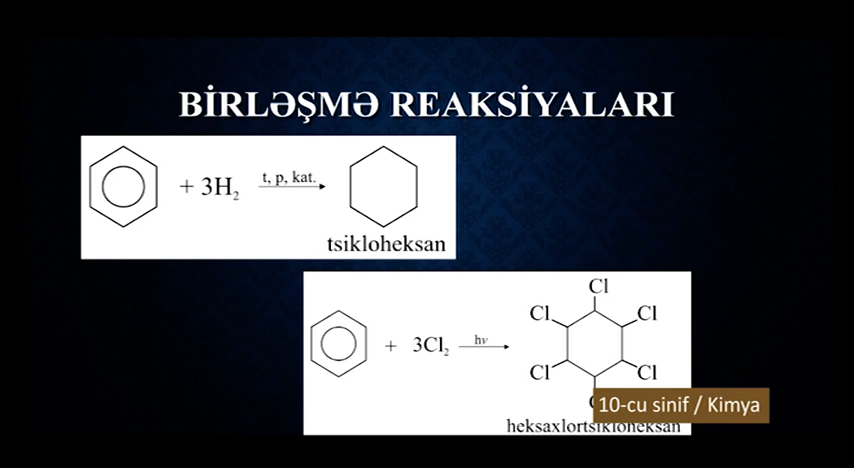 BİRLƏŞMƏ REAKSİYALARI
+ 3H₂ t, p, kat.
tsikloheksan
Cl
Cl Cl
+ 3Cl₂ hν
Cl Cl
10-cu sinif / Kimya
heksaxlortsikloheksan